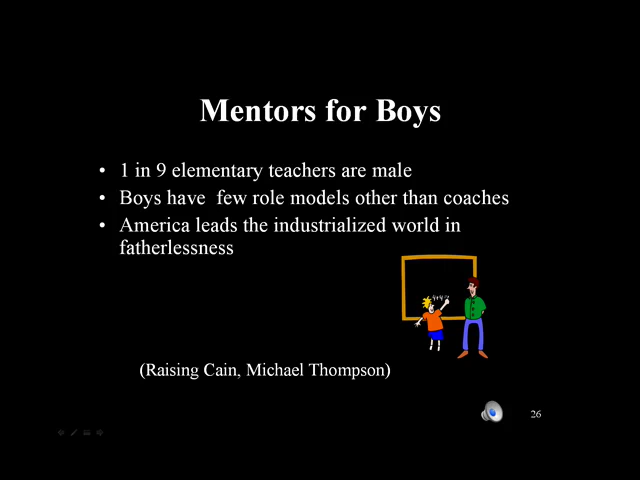 Mentors for Boys
• 1 in 9 elementary teachers are male
• Boys have few role models other than coaches
• America leads the industrialized world in
fatherlessness
(Raising Cain, Michael Thompson)
26